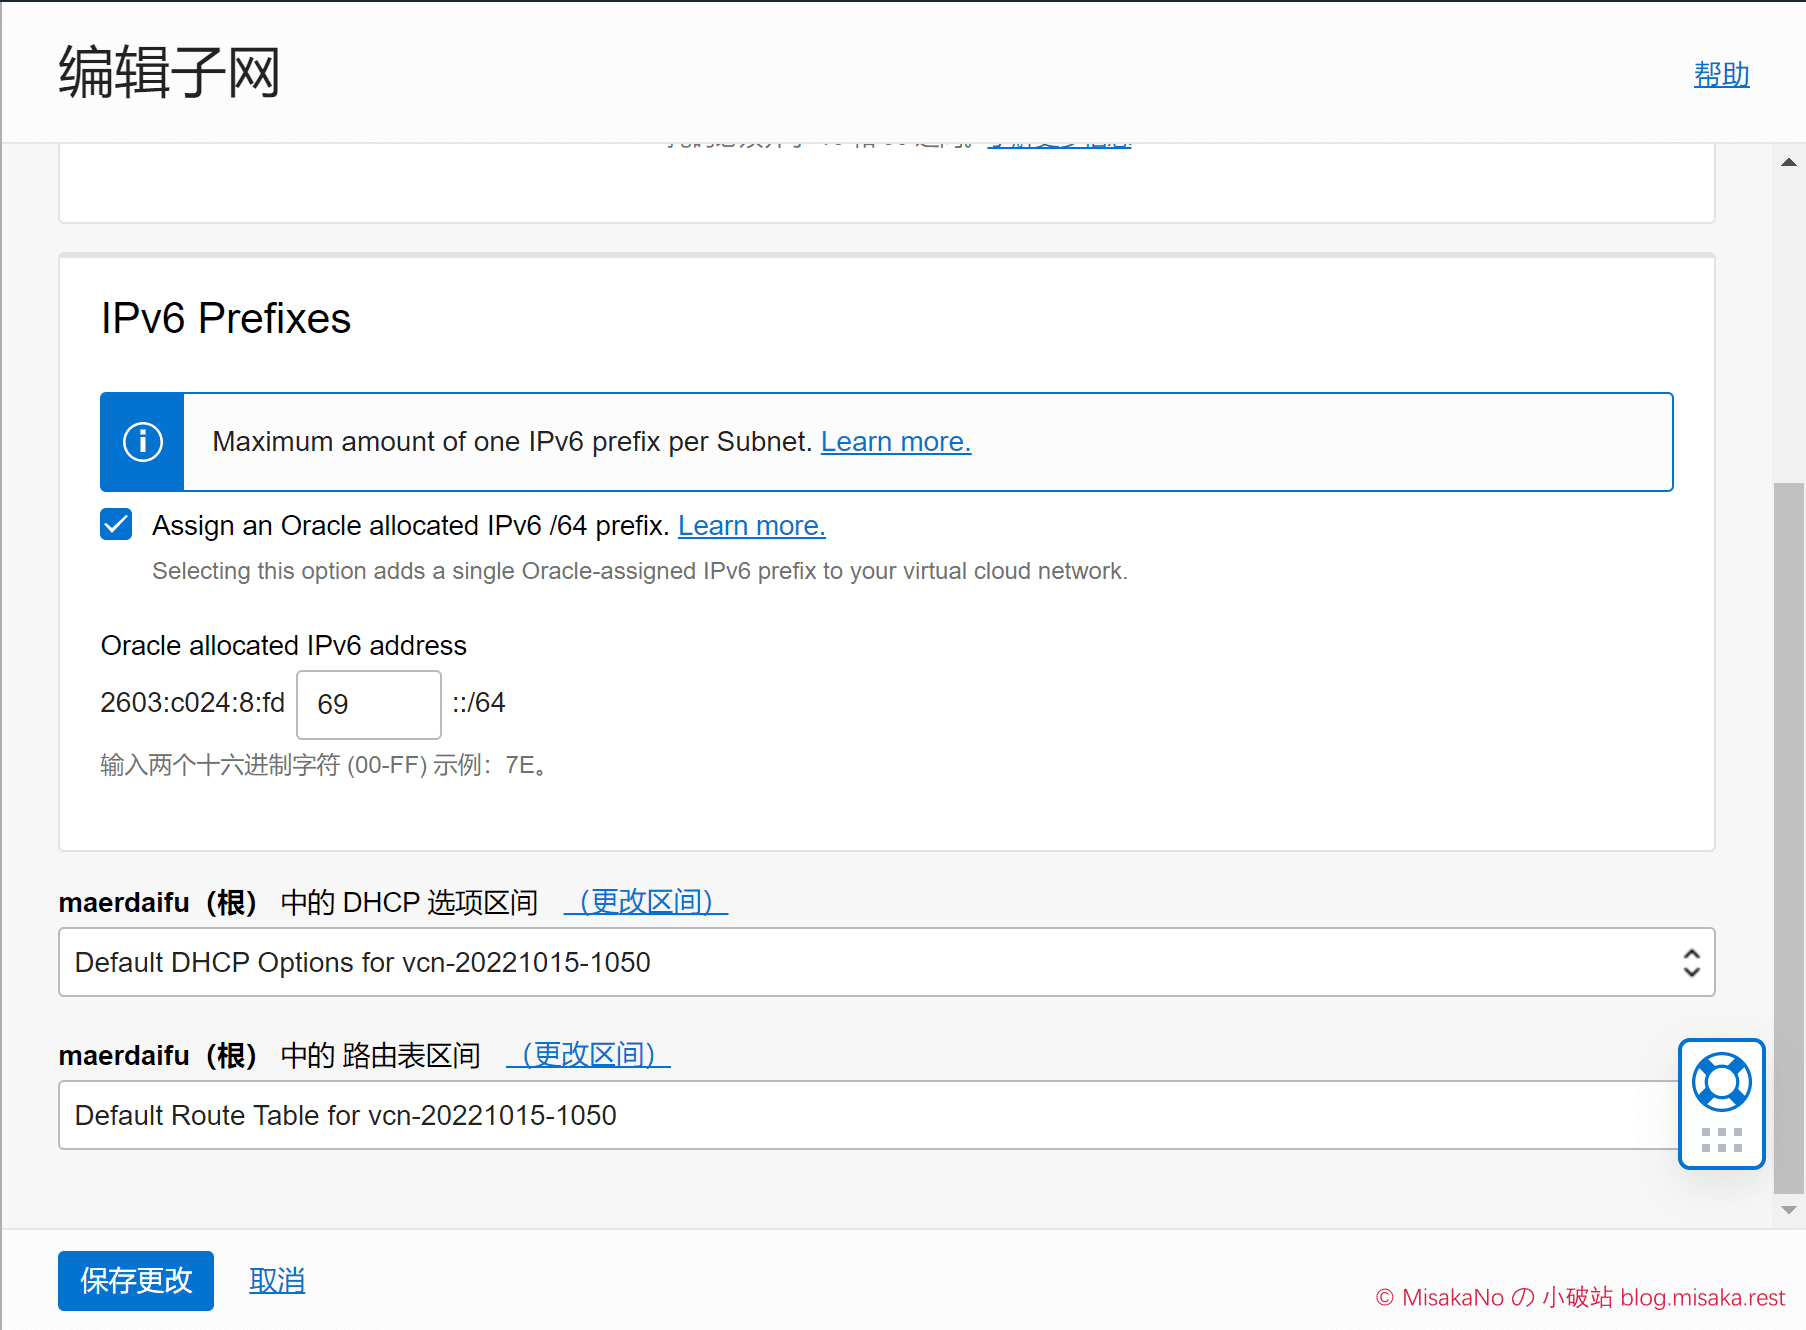 编辑子网
帮助
IPv6 Prefixes
Maximum amount of one IPv6 prefix per Subnet. Learn more.
Assign an Oracle allocated IPv6 /64 prefix. Learn more.
Selecting this option adds a single Oracle-assigned IPv6 prefix to your virtual cloud network.
Oracle allocated IPv6 address
2603:c024:8:fd 69 ::/64
输入两个十六进制字符 (00-FF) 示例：7E。
maerdaifu（根） 中的 DHCP 选项区间 （更改区间）
Default DHCP Options for vcn-20221015-1050
maerdaifu（根） 中的 路由表区间 （更改区间）
Default Route Table for vcn-20221015-1050
保存更改 取消
© MisakaNo の 小破站 blog.misaka.rest